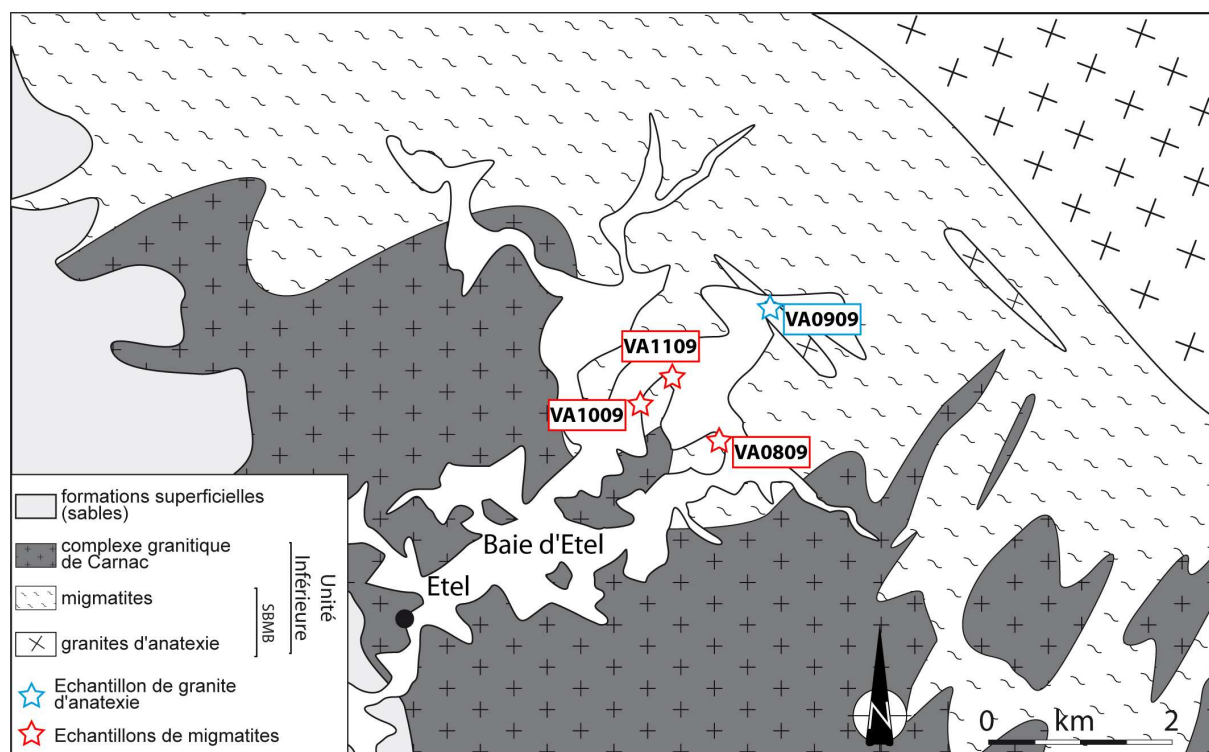 VA0909
VA1109
VA1009
VA0809
Baie d'Etel
Etel
formations superficielles
(sables)
complexe granitique
de Carnac
migmatites
granites d'anatexie
SBMB
Unité
Inférieure
Echantillon de granite
d'anatexie
Echantillons de migmatites
N
0 km 2